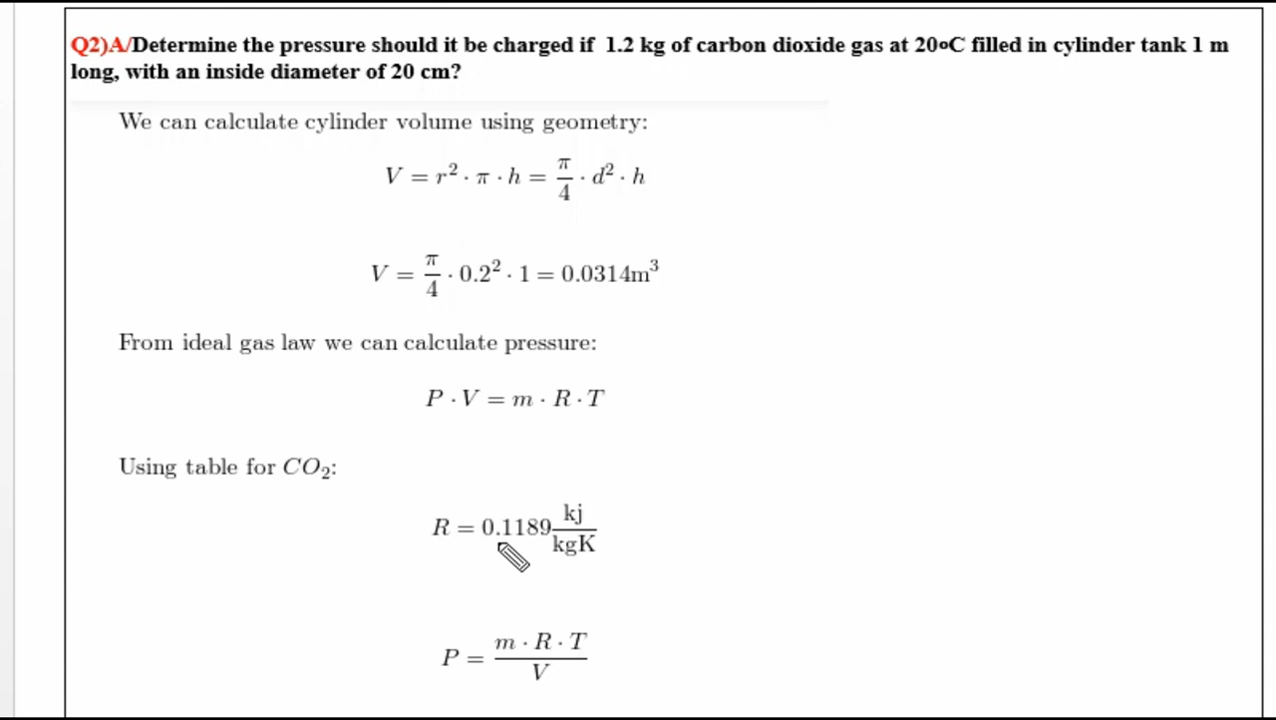 Q2)A/Determine the pressure should it be charged if 1.2 kg of carbon dioxide gas at 20oC filled in cylinder tank 1 m
long, with an inside diameter of 20 cm?
We can calculate cylinder volume using geometry:
V = r² · π · h = π/4 · d² · h
V = π/4 · 0.2² · 1 = 0.0314m³
From ideal gas law we can calculate pressure:
P · V = m · R · T
Using table for CO₂:
R = 0.1189 kj/kgK
P = m · R · T/V